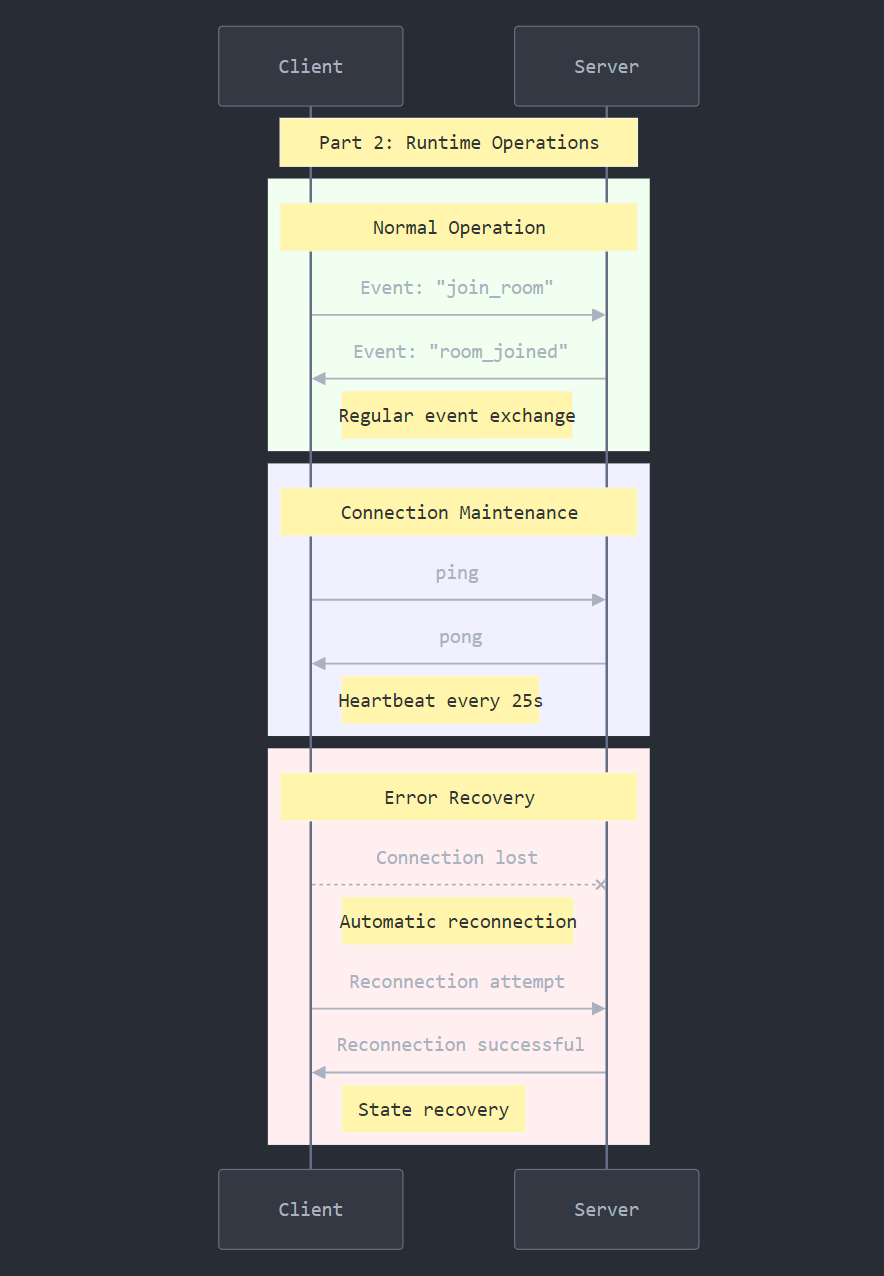 Client
Server
Part 2: Runtime Operations
Normal Operation
Event: "join_room"
Event: "room_joined"
Regular event exchange
Connection Maintenance
ping
pong
Heartbeat every 25s
Error Recovery
Connection lost
Automatic reconnection
Reconnection attempt
Reconnection successful
State recovery
Client
Server